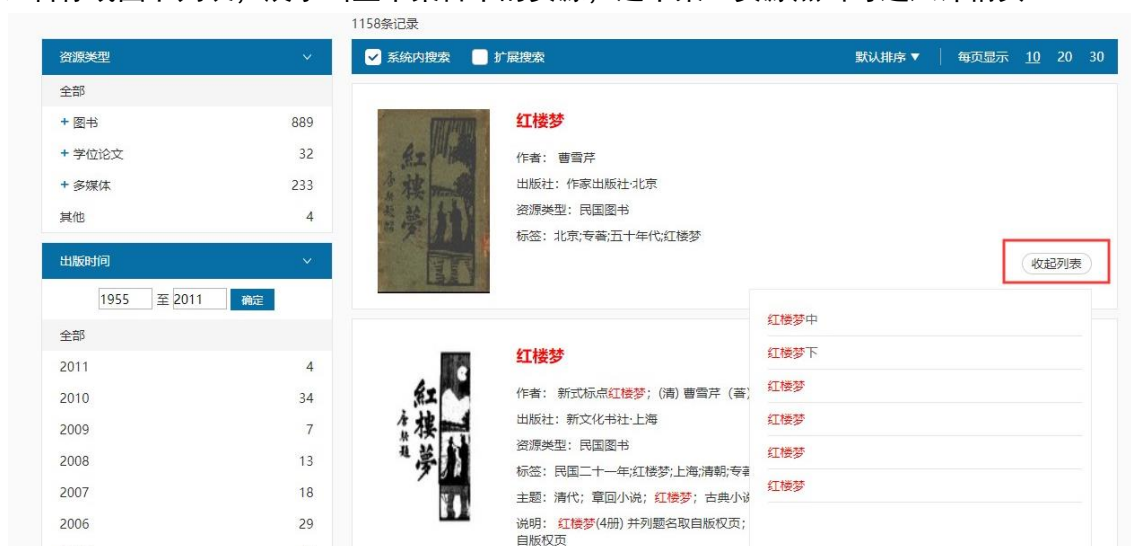 1158条记录
资源类型
全部
+ 图书 889
+ 学位论文 32
+ 多媒体 233
其他 4
出版时间
1955 至 2011 确定
全部
2011 4
2010 34
2009 7
2008 13
2007 18
2006 29
系统内搜索 扩展搜索 默认排序▼ 每页显示 10 20 30
紅樓夢
红楼梦
作者： 曹雪芹
出版社：作家出版社·北京
资源类型：民国图书
标签：北京;专著;五十年代;红楼梦
收起列表
红楼梦中
红楼梦下
红楼梦
红楼梦
红楼梦
红楼梦
紅樓夢
红楼梦
作者： 新式标点红楼梦；(清) 曹雪芹（著）
出版社：新文化书社·上海
资源类型：民国图书
标签：民国二十一年;红楼梦;上海;清朝;专
主题：清代；章回小说；红楼梦；古典小
说明： 红楼梦(4册) 并列题名取自版权页；
自版权页